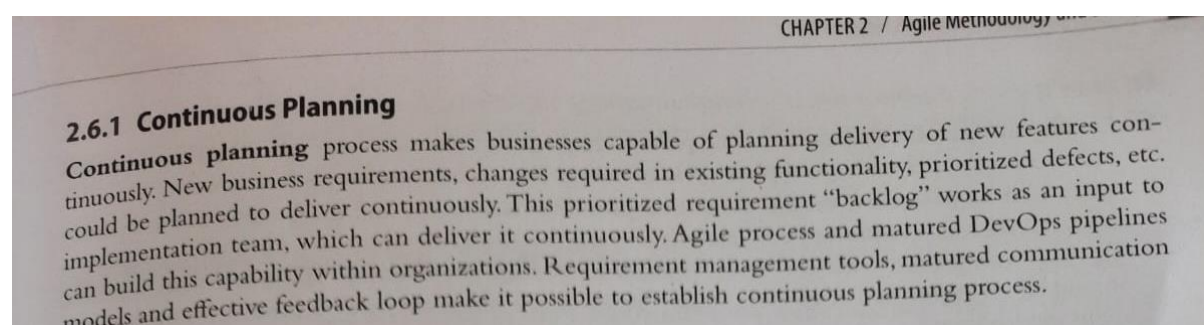 CHAPTER 2 / Agile Methodology
2.6.1 Continuous Planning
Continuous planning process makes businesses capable of planning delivery of new features con-
tinuously. New business requirements, changes required in existing functionality, prioritized defects, etc.
could be planned to deliver continuously. This prioritized requirement “backlog” works as an input to
implementation team, which can deliver it continuously. Agile process and matured DevOps pipelines
can build this capability within organizations. Requirement management tools, matured communication
models and effective feedback loop make it possible to establish continuous planning process.